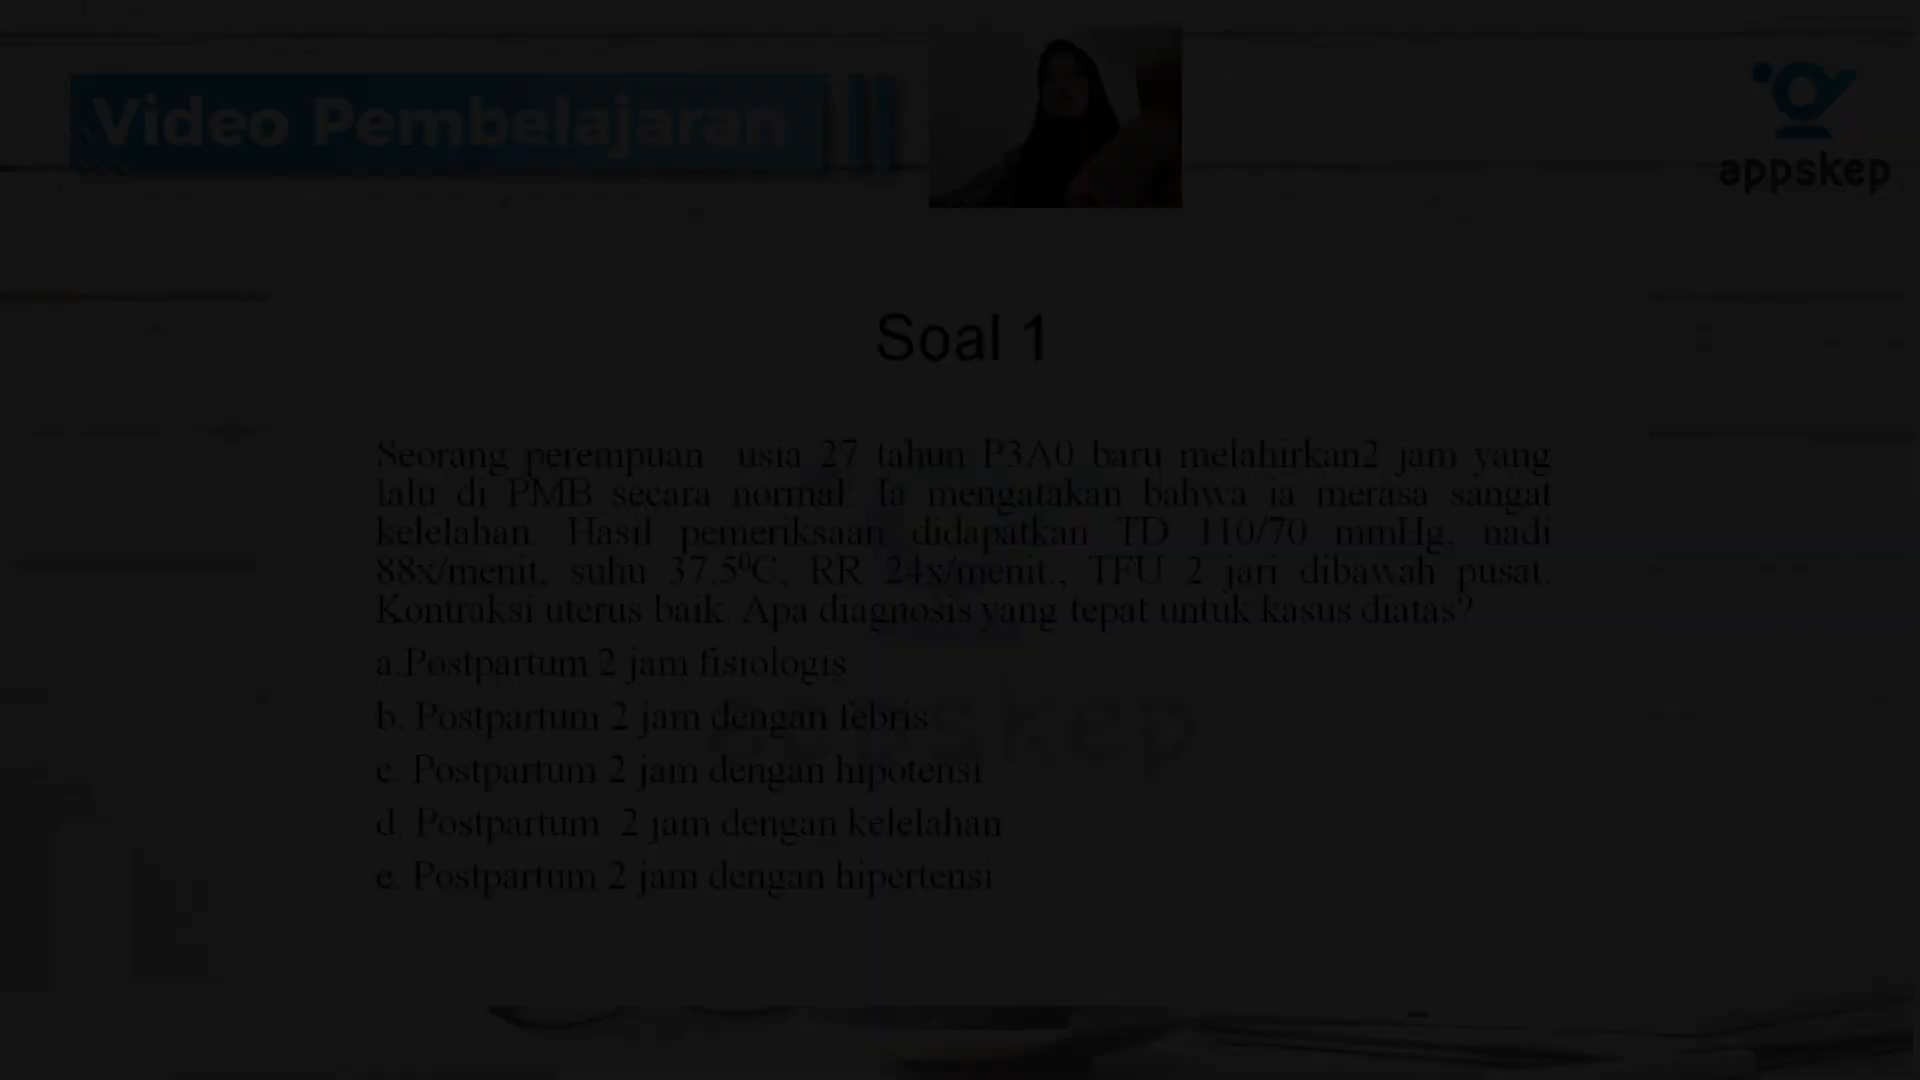 Video Pembelajaran
appskep
Soal 1
Seorang perempuan usia 27 tahun P3A0 baru melahirkan2 jam yang
lalu di PMB secara normal. Ia mengatakan bahwa ia merasa sangat
kelelahan. Hasil pemeriksaan didapatkan TD 110/70 mmHg, nadi
88x/menit, suhu 37,5⁰C, RR 24x/menit., TFU 2 jari dibawah pusat.
Kontraksi uterus baik. Apa diagnosis yang tepat untuk kasus diatas?
a.Postpartum 2 jam fisiologis
b. Postpartum 2 jam dengan febris
c. Postpartum 2 jam dengan hipotensi
d. Postpartum 2 jam dengan kelelahan
e. Postpartum 2 jam dengan hipertensi
appskep